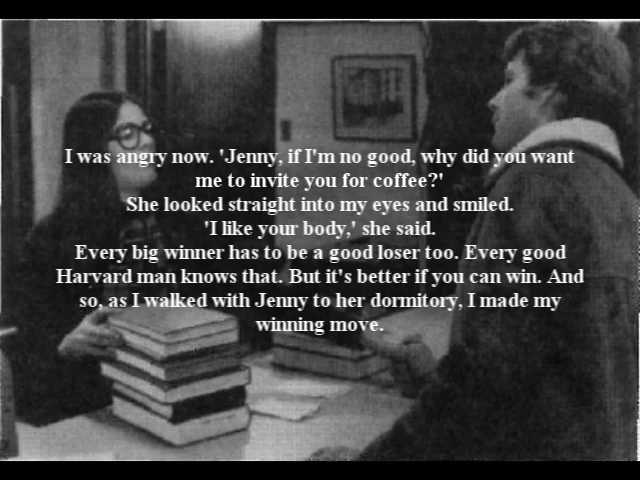 I was angry now. 'Jenny, if I'm no good, why did you want
me to invite you for coffee?'
She looked straight into my eyes and smiled.
'I like your body,' she said.
Every big winner has to be a good loser too. Every good
Harvard man knows that. But it's better if you can win. And
so, as I walked with Jenny to her dormitory, I made my
winning move.